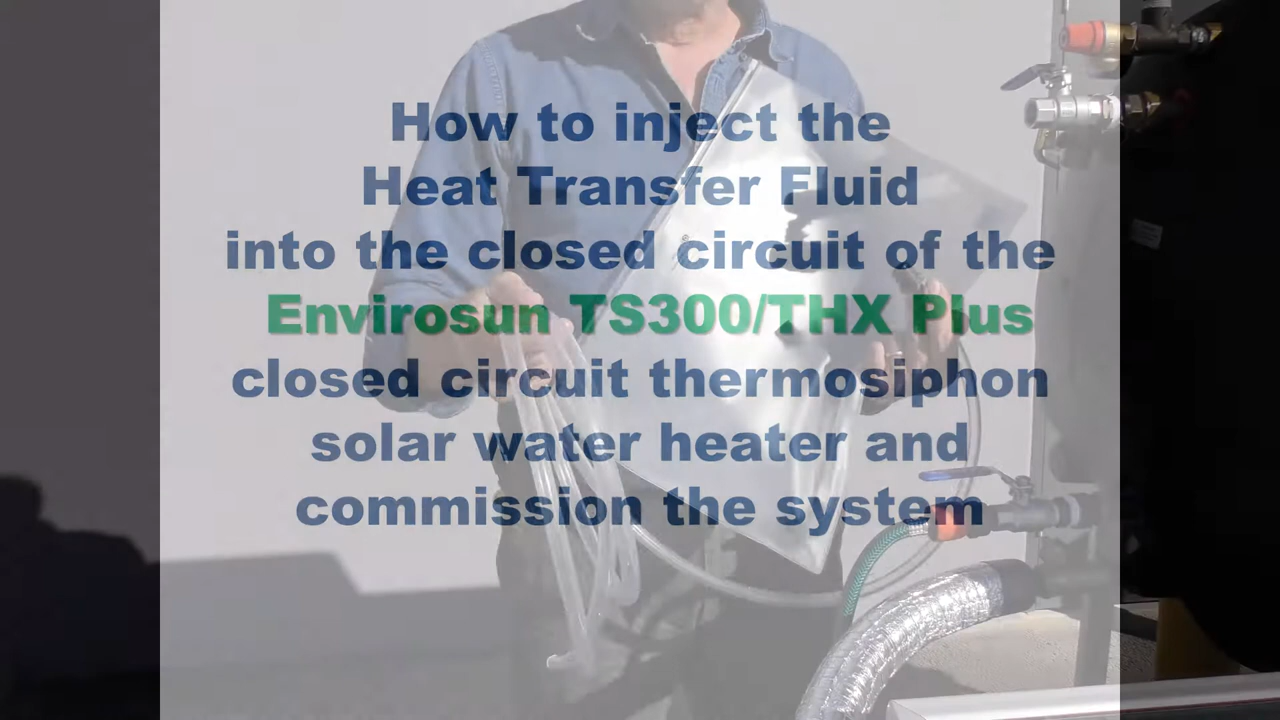 How to inject the
Heat Transfer Fluid
into the closed circuit of the
Envirosun TS300/THX Plus
closed circuit thermosiphon
solar water heater and
commission the system